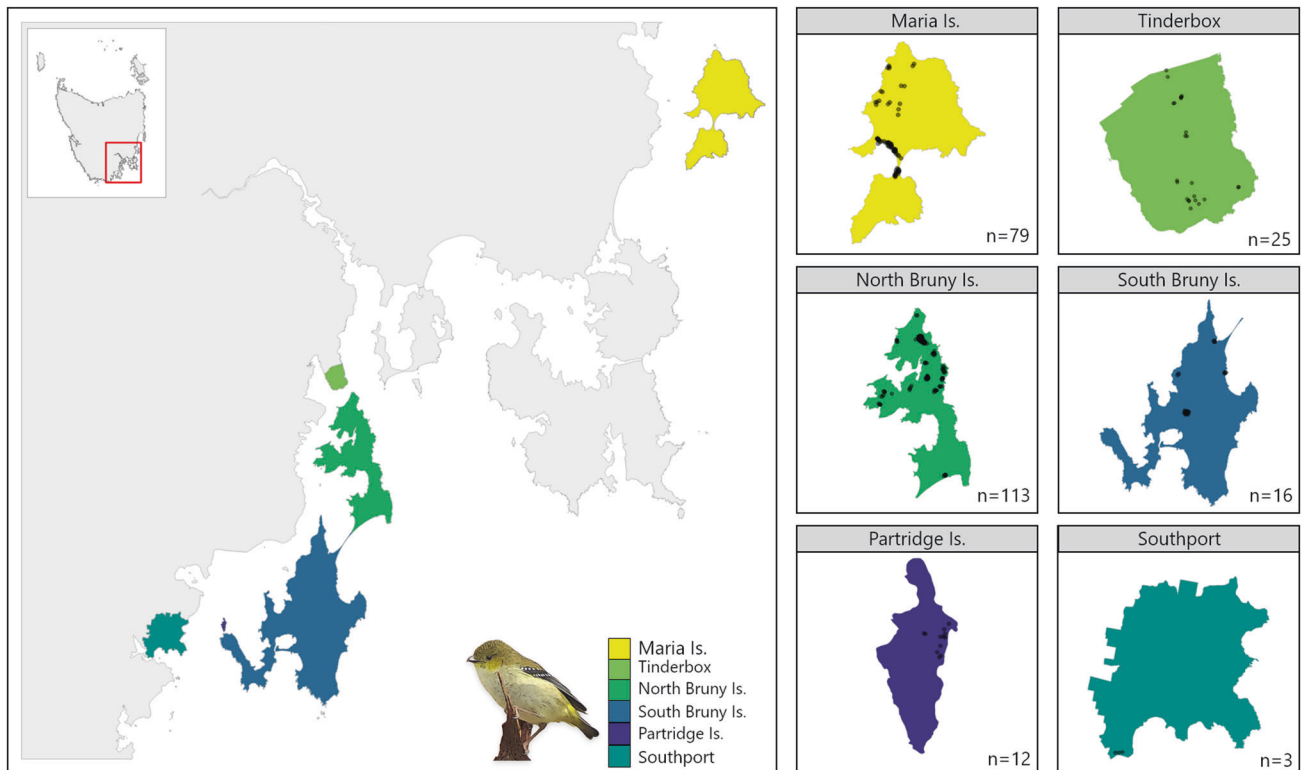 Maria Is.
Tinderbox
n=79
n=25
North Bruny Is.
South Bruny Is.
n=113
n=16
Partridge Is.
Southport
n=12
n=3
Maria Is.
Tinderbox
North Bruny Is.
South Bruny Is.
Partridge Is.
Southport